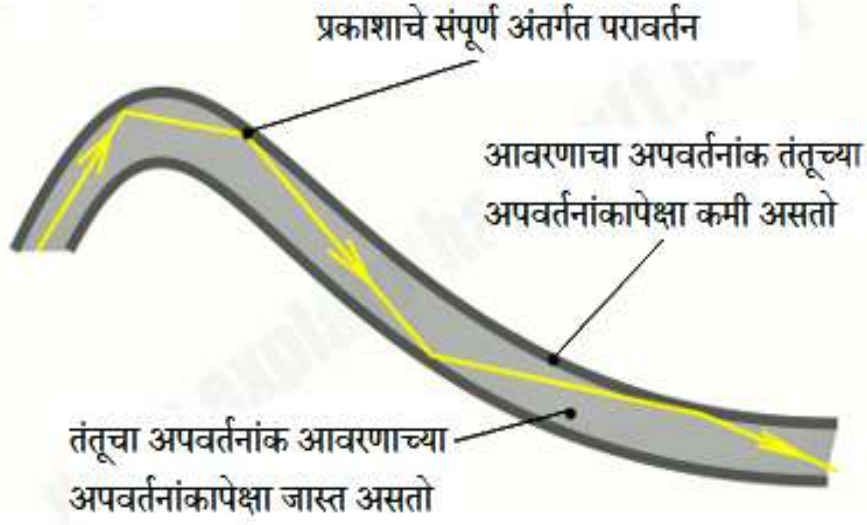 प्रकाशाचे संपूर्ण अंतर्गत परावर्तन
आवरणाचा अपवर्तनांक तंतूच्या
अपवर्तनांकापेक्षा कमी असतो
तंतूचा अपवर्तनांक आवरणाच्या
अपवर्तनांकापेक्षा जास्त असतो